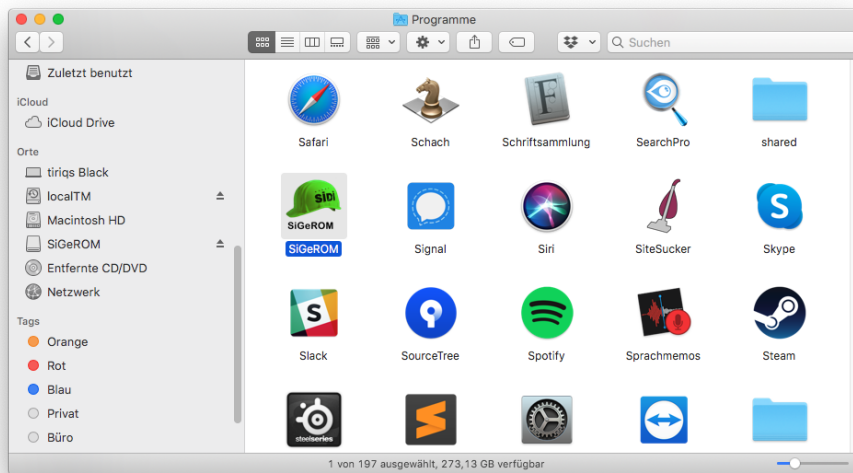 Programme
Suchen
Zuletzt benutzt
iCloud
iCloud Drive
Orte
tiriqs Black
localTM
Macintosh HD
SiGeROM
Entfernte CD/DVD
Netzwerk
Tags
Orange
Rot
Blau
Privat
Büro
Safari
Schach
F
Schriftsammlung
SearchPro
shared
SiDi
SiGeROM
SiGeROM
Signal
Siri
SiteSucker
S
Skype
S
Slack
SourceTree
Spotify
Sprachmemos
Steam
steelseries
1 von 197 ausgewählt, 273,13 GB verfügbar